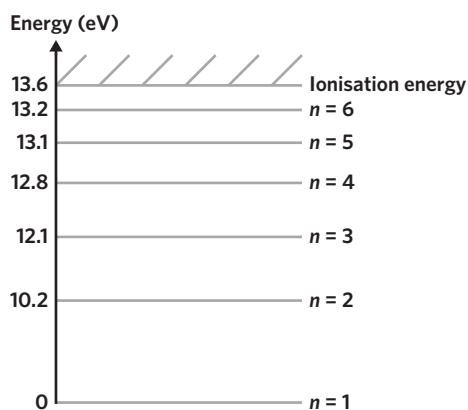 Energy (eV)
13.6 Ionisation energy
13.2 n = 6
13.1 n = 5
12.8 n = 4
12.1 n = 3
10.2 n = 2
0 n = 1